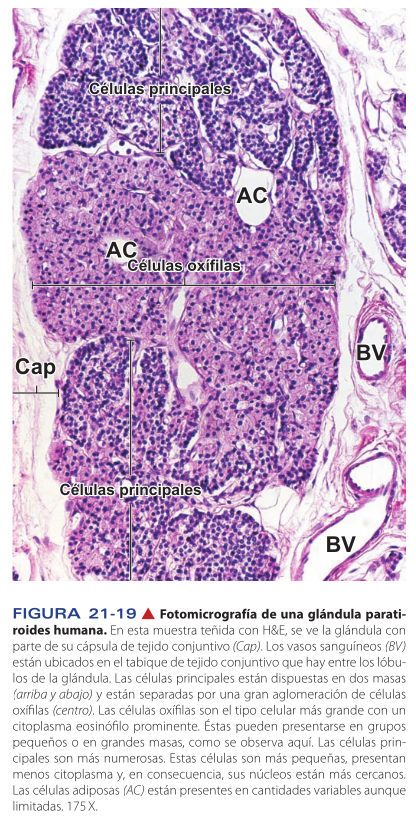 Células principales
AC
AC
Células oxífilas
BV
Cap
Células principales
BV
FIGURA 21-19 ▲ Fotomicrografía de una glándula parati-
roides humana. En esta muestra teñida con H&E, se ve la glándula con
parte de su cápsula de tejido conjuntivo (Cap). Los vasos sanguíneos (BV)
están ubicados en el tabique de tejido conjuntivo que hay entre los lóbu-
los de la glándula. Las células principales están dispuestas en dos masas
(arriba y abajo) y están separadas por una gran aglomeración de células
oxífilas (centro). Las células oxífilas son el tipo celular más grande con un
citoplasma eosinófilo prominente. Éstas pueden presentarse en grupos
pequeños o en grandes masas, como se observa aquí. Las células prin-
cipales son más numerosas. Estas células son más pequeñas, presentan
menos citoplasma y, en consecuencia, sus núcleos están más cercanos.
Las células adiposas (AC) están presentes en cantidades variables aunque
limitadas. 175 X.